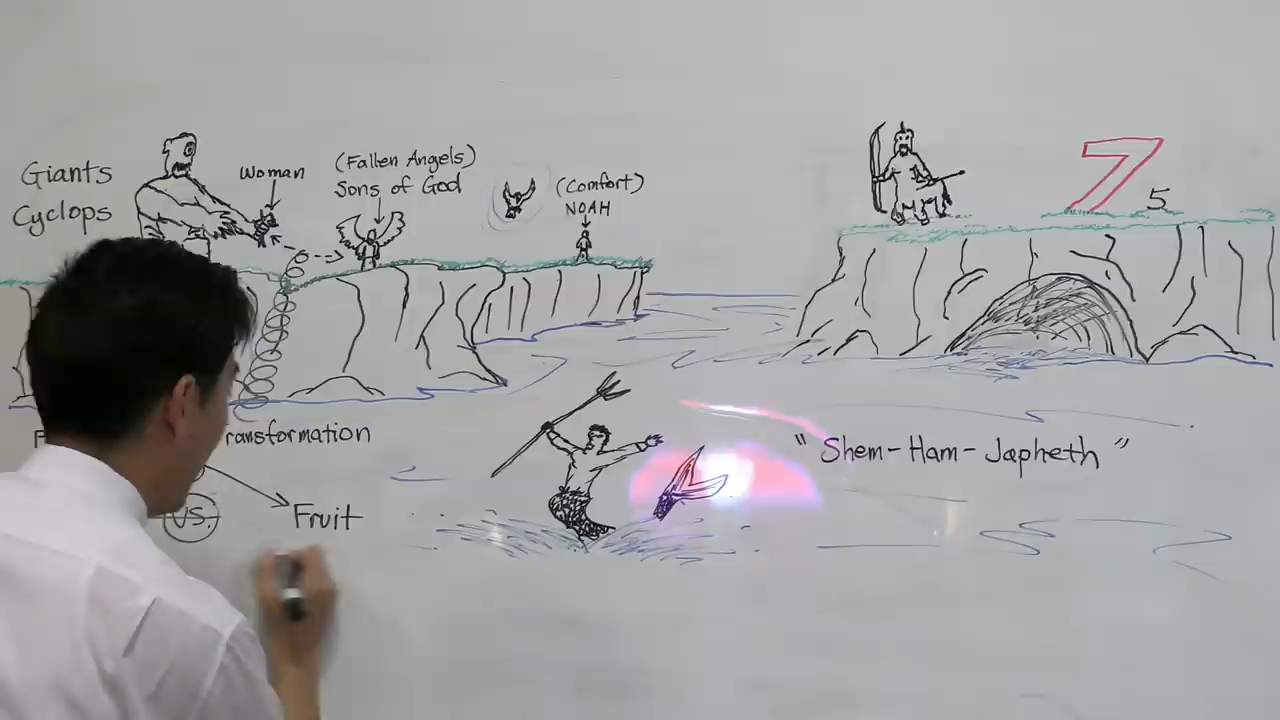 Giants
Cyclops
Woman
(Fallen Angels)
Sons of God
(Comfort)
NOAH
7
5
ransformation
"Shem-Ham-Japheth"
VS.
Fruit